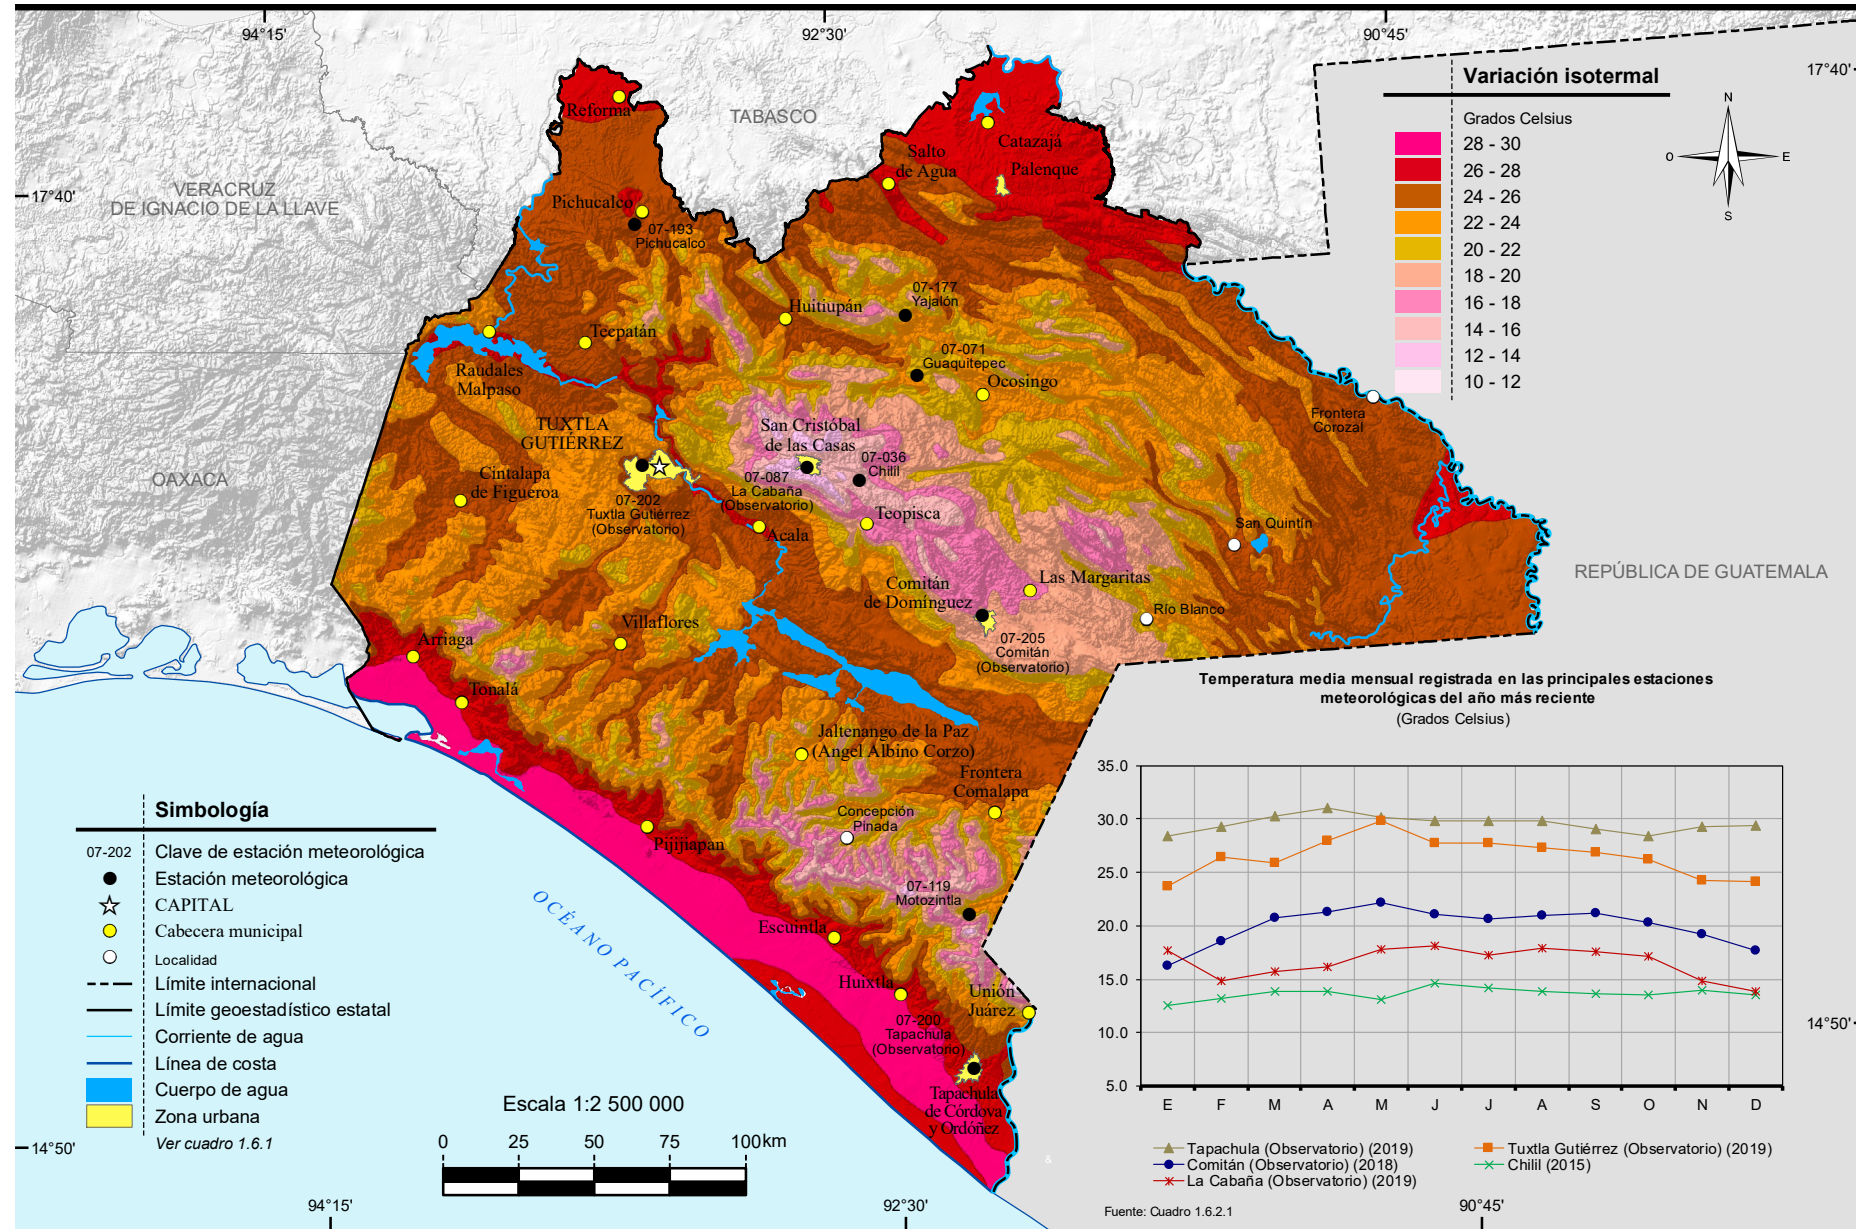 94°15'
92°30'
90°45'
17°40'
17°40'
Variación isotermal
Grados Celsius
28 - 30
26 - 28
24 - 26
22 - 24
20 - 22
18 - 20
16 - 18
14 - 16
12 - 14
10 - 12
N
O
E
S
TABASCO
VERACRUZ
DE IGNACIO DE LA LLAVE
OAXACA
REPÚBLICA DE GUATEMALA
Reforma
Catazajá
Palenque
Salto
de Agua
Pichucalco
07-193
Pichucalco
Huitiupán
07-177
Yajalón
Tecpatán
Raudales
Malpaso
07-071
Guaquitepec
Ocosingo
Frontera
Corozal
TUXTLA
GUTIÉRREZ
San Cristóbal
de las Casas
07-036
Chilil
Cintalapa
de Figueroa
07-202
Tuxtla Gutiérrez
(Observatorio)
07-087
La Cabaña
(Observatorio)
Teopisca
Acala
San Quintín
Las Margaritas
Comitán
de Domínguez
Río Blanco
07-205
Comitán
(Observatorio)
Villaflores
Arriaga
Tonalá
Jaltenango de la Paz
(Angel Albino Corzo)
Frontera
Comalapa
Concepción
Pinada
Pijijiapan
07-119
Motozintla
Escuintla
Huixtla
Unión
Juárez
07-200
Tapachula
(Observatorio)
Tapachula
de Córdova
y Ordóñez
OCÉANO PACÍFICO
Simbología
07-202 Clave de estación meteorológica
Estación meteorológica
CAPITAL
Cabecera municipal
Localidad
Límite internacional
Límite geoestadístico estatal
Corriente de agua
Línea de costa
Cuerpo de agua
Zona urbana
Ver cuadro 1.6.1
Escala 1:2 500 000
0 25 50 75 100 km
Temperatura media mensual registrada en las principales estaciones
meteorológicas del año más reciente
(Grados Celsius)
35.0
30.0
25.0
20.0
15.0
10.0
5.0
E F M A M J J A S O N D
Tapachula (Observatorio) (2019)
Tuxtla Gutiérrez (Observatorio) (2019)
Comitán (Observatorio) (2018)
Chilil (2015)
La Cabaña (Observatorio) (2019)
Fuente: Cuadro 1.6.2.1
&
14°50'
14°50'
94°15'
92°30'
90°45'